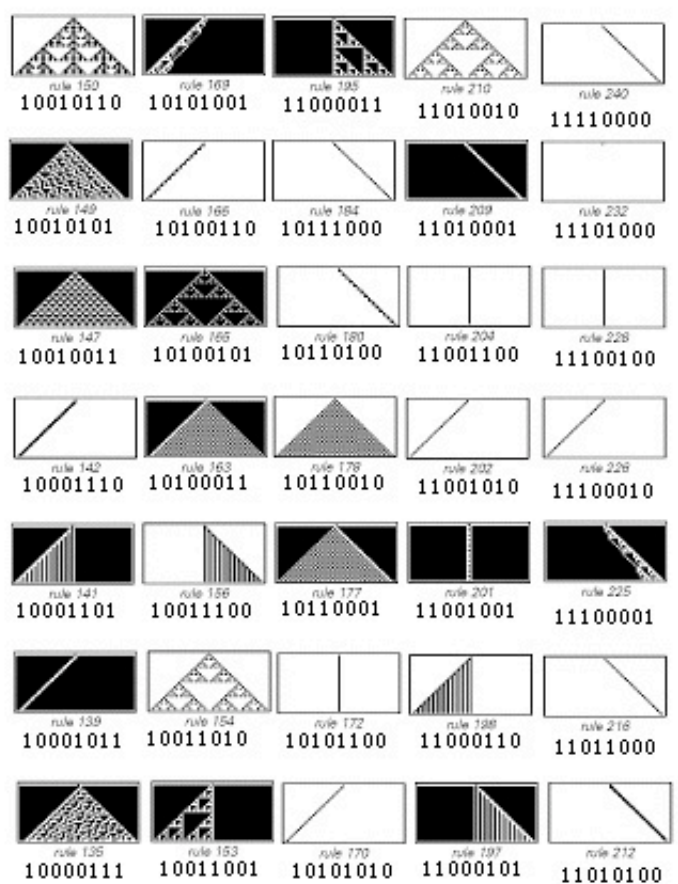 rule 150
10010110
rule 169
10101001
rule 195
11000011
rule 210
11010010
rule 240
11110000
rule 149
10010101
rule 166
10100110
rule 184
10111000
rule 209
11010001
rule 232
11101000
rule 147
10010011
rule 165
10100101
rule 180
10110100
rule 204
11001100
rule 228
11100100
rule 142
10001110
rule 163
10100011
rule 178
10110010
rule 202
11001010
rule 226
11100010
rule 141
10001101
rule 156
10011100
rule 177
10110001
rule 201
11001001
rule 225
11100001
rule 139
10001011
rule 154
10011010
rule 172
10101100
rule 198
11000110
rule 216
11011000
rule 135
10000111
rule 153
10011001
rule 170
10101010
rule 197
11000101
rule 212
11010100